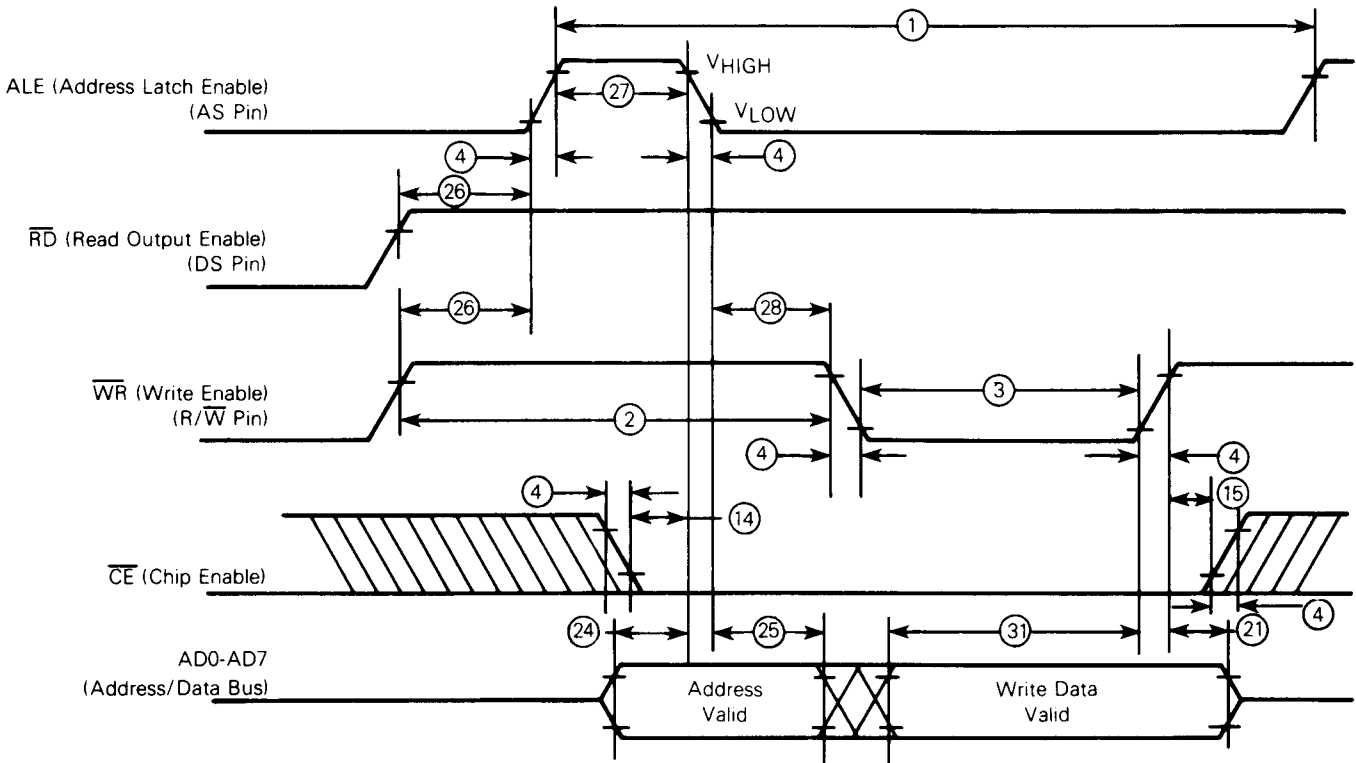 1
ALE (Address Latch Enable)
(AS Pin)
27
VHIGH
VLOW
4
4
26
RD (Read Output Enable)
(DS Pin)
26
28
WR (Write Enable)
(R/W Pin)
3
2
4
4
4
14
15
CE (Chip Enable)
4
24
25
31
21
AD0-AD7
(Address/Data Bus)
Address
Valid
Write Data
Valid